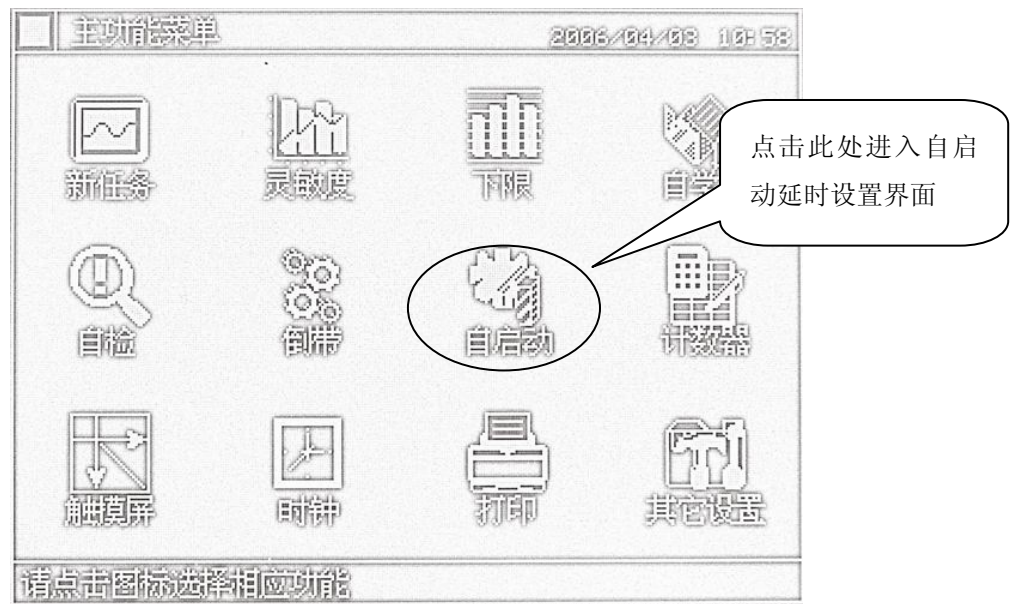 主功能菜单 2006/04/03 10:58
新任务 灵敏度 下限 自学
点击此处进入自启
动延时设置界面
自检 倒带 自启动 计数器
触摸屏 时钟 打印 其它设置
请点击图标选择相应功能